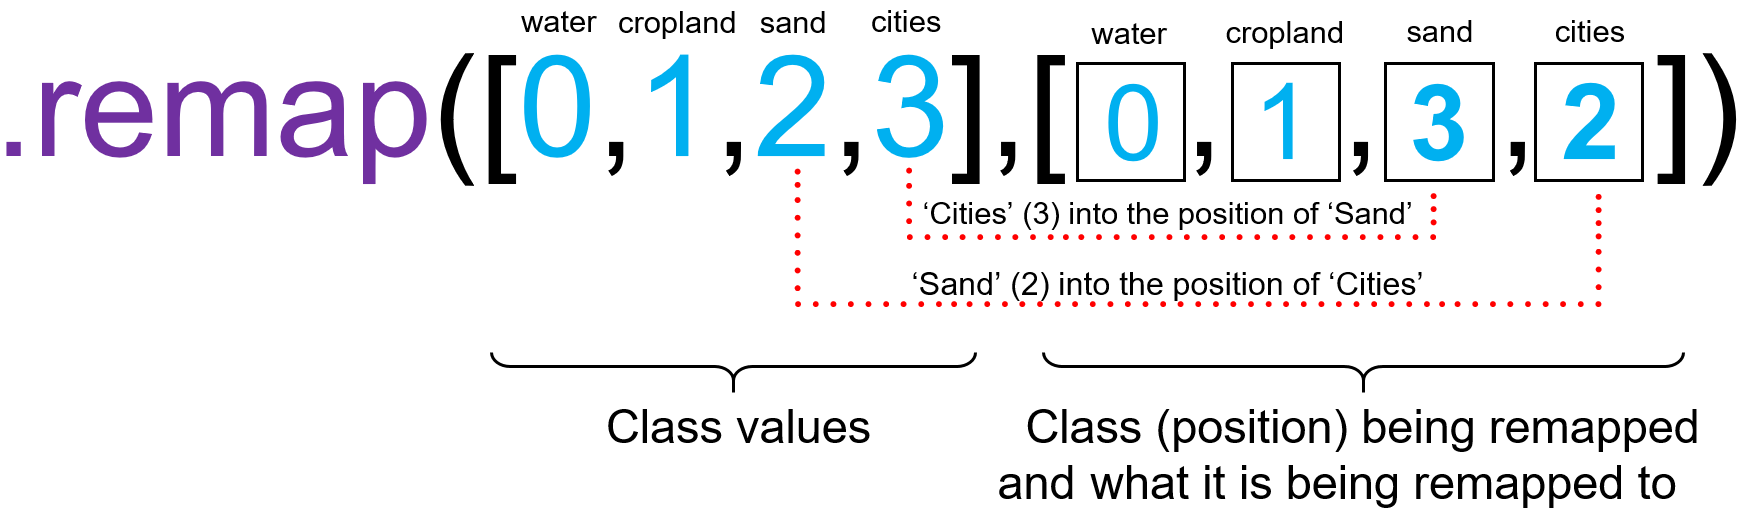 water cropland sand cities water cropland sand cities
.remap([0,1,2,3],[0,1,3,2])
‘Cities’ (3) into the position of ‘Sand’
‘Sand’ (2) into the position of ‘Cities’
Class values
Class (position) being remapped
and what it is being remapped to